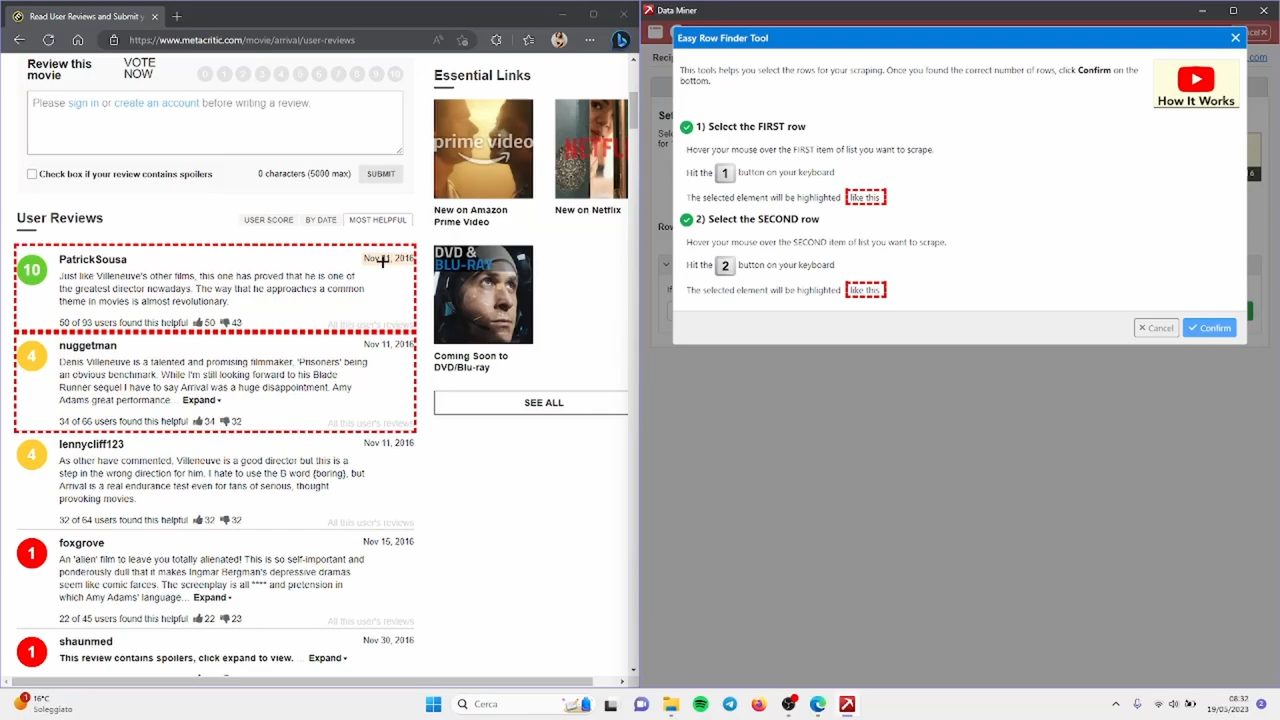 Read User Reviews and Submit y
https://www.metacritic.com/movie/arrival/user-reviews
Review this movie
VOTE NOW
0 1 2 3 4 5 6 7 8 9 10
Please sign in or create an account before writing a review.
Check box if your review contains spoilers
0 characters (5000 max)
SUBMIT
User Reviews
USER SCORE
BY DATE
MOST HELPFUL
10
PatrickSousa
Nov 11, 2016
Just like Villeneuve's other films, this one has proved that he is one of
the greatest director nowadays. The way that he approaches a common
theme in movies is almost revolutionary.
50 of 93 users found this helpful 50 43
All this user's reviews
4
nuggetman
Nov 11, 2016
Denis Villeneuve is a talented and promising filmmaker, 'Prisoners' being
an obvious benchmark. While I'm still looking forward to his Blade
Runner sequel I have to say Arrival was a huge disappointment. Amy
Adams great performance... Expand
34 of 66 users found this helpful 34 32
All this user's reviews
4
lennycliff123
Nov 11, 2016
As other have commented, Villeneuve is a good director but this is a
step in the wrong direction for him. I hate to use the B word (boring), but
Arrival is a real endurance test even for fans of serious, thought
provoking movies.
32 of 64 users found this helpful 32 32
All this user's reviews
1
foxgrove
Nov 15, 2016
An 'alien' film to leave you totally alienated! This is so self-important and
ponderously dull that it makes Ingmar Bergman's depressive dramas
seem like comic farces. The screenplay is all **** and pretension in
which Amy Adams' language... Expand
22 of 45 users found this helpful 22 23
All this user's reviews
1
shaunmed
Nov 30, 2016
This review contains spoilers, click expand to view. ... Expand
Essential Links
prime video
NETFL
New on Amazon
Prime Video
New on Netflix
DVD &
BLU-RAY
Coming Soon to
DVD/Blu-ray
SEE ALL
Data Miner
Easy Row Finder Tool
This tools helps you select the rows for your scraping. Once you found the correct number of rows, click Confirm on the
bottom.
How It Works
1) Select the FIRST row
Hover your mouse over the FIRST item of list you want to scrape.
Hit the 1 button on your keyboard
The selected element will be highlighted like this
2) Select the SECOND row
Hover your mouse over the SECOND item of list you want to scrape.
Hit the 2 button on your keyboard
The selected element will be highlighted like this
Cancel
Confirm
1
16°C
Soleggiato
Cerca
08:32
19/05/2023
2